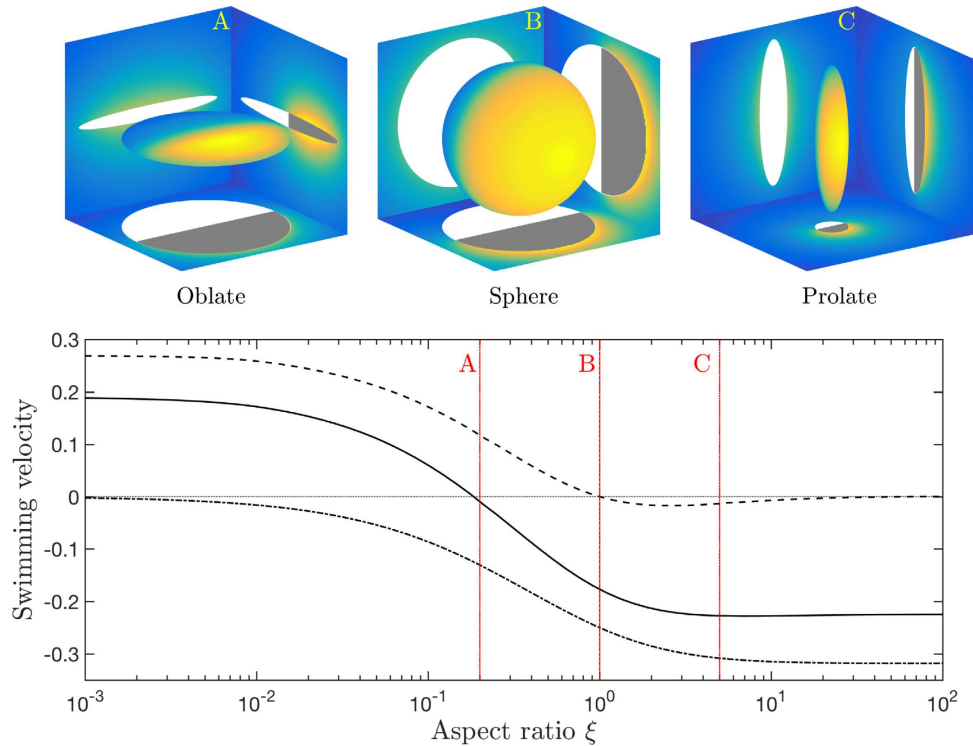 A B C
Oblate Sphere Prolate
0.3
0.2
0.1
0
-0.1
-0.2
-0.3
Swimming velocity
A B C
10^-3 10^-2 10^-1 10^0 10^1 10^2
Aspect ratio ξ